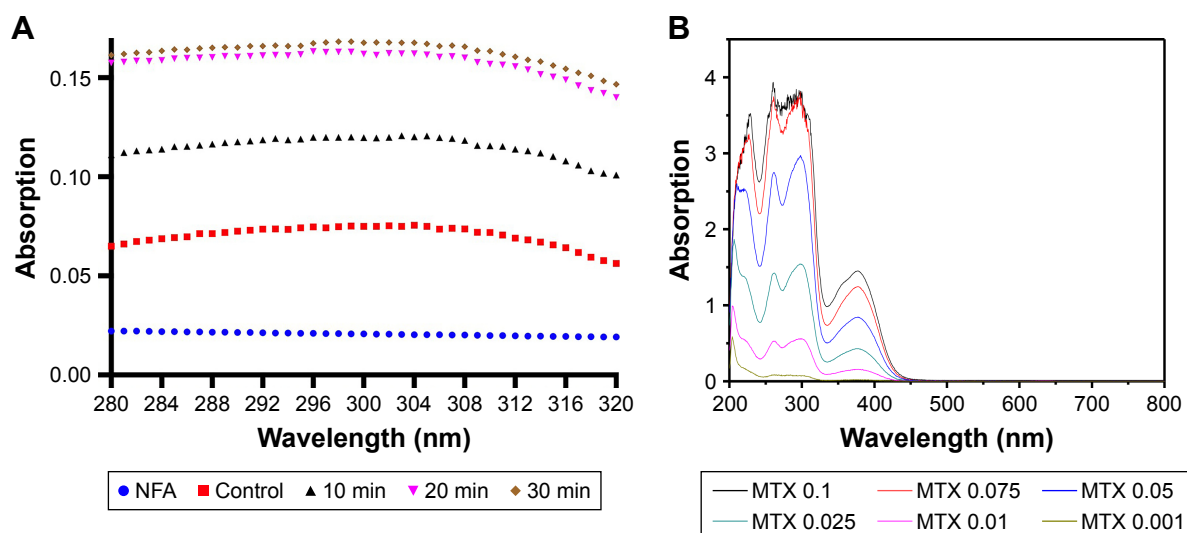 A
Absorption
0.15
0.10
0.05
0.00
280 284 288 292 296 300 304 308 312 316 320
Wavelength (nm)
NFA Control 10 min 20 min 30 min
B
Absorption
4
3
2
1
0
200 300 400 500 600 700 800
Wavelength (nm)
MTX 0.1 MTX 0.075 MTX 0.05
MTX 0.025 MTX 0.01 MTX 0.001